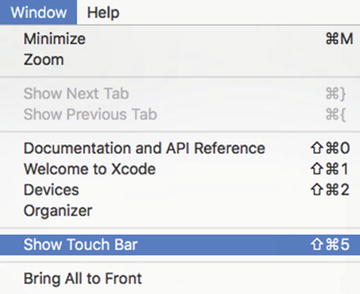 Window Help
Minimize ⌘M
Zoom
Show Next Tab ⌘}
Show Previous Tab ⌘{
Documentation and API Reference ⇧⌘0
Welcome to Xcode ⇧⌘1
Devices ⇧⌘2
Organizer
Show Touch Bar ⇧⌘5
Bring All to Front